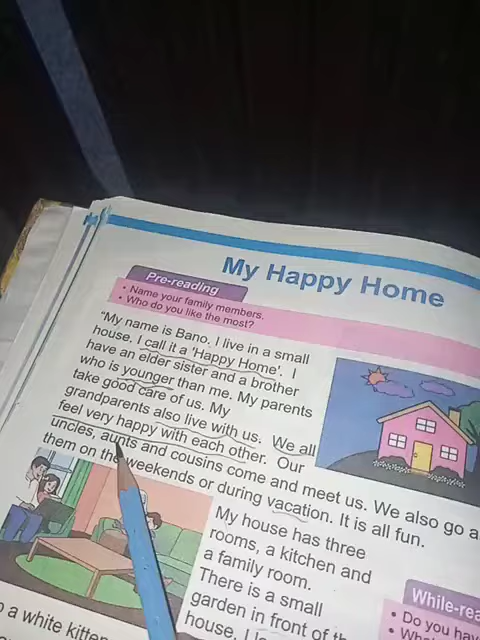 My Happy Home
Pre-reading
• Name your family members.
• Who do you like the most?
"My name is Bano. I live in a small
house. I call it a 'Happy Home'. I
have an elder sister and a brother
who is younger than me. My parents
take good care of us. My
grandparents also live with us. We all
feel very happy with each other. Our
uncles, aunts and cousins come and meet us. We also go
them on the weekends or during vacation. It is all fun.
My house has three
rooms, a kitchen and
a family room.
There is a small
garden in front of
house. I
a white
While-
• Do you